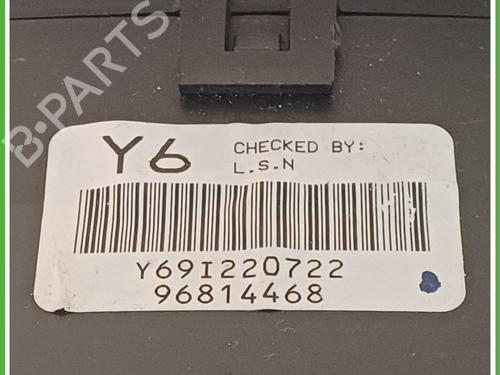 B-PARTS
Y6
CHECKED BY:
L.S.N
Y69I220722
96814468